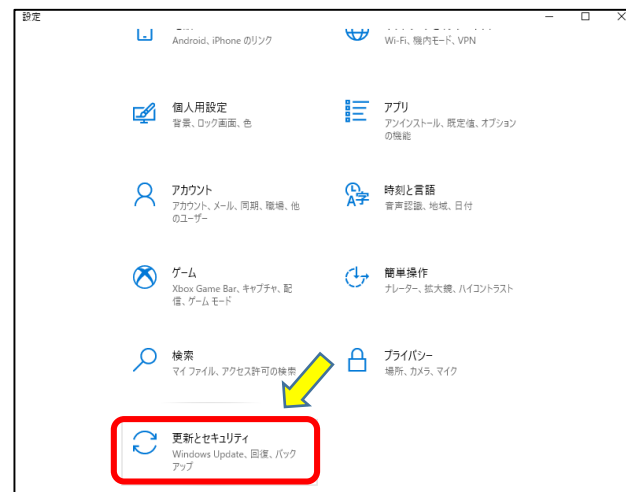 設定
Android、iPhone のリンク
Wi-Fi、機内モード、VPN
個人用設定
背景、ロック画面、色
アプリ
アンインストール、既定値、オプション
の機能
アカウント
アカウント、メール、同期、職場、他
のユーザー
時刻と言語
音声認識、地域、日付
ゲーム
Xbox Game Bar、キャプチャ、配
信、ゲーム モード
簡単操作
ナレーター、拡大鏡、ハイコントラスト
検索
マイ ファイル、アクセス許可の検索
プライバシー
場所、カメラ、マイク
更新とセキュリティ
Windows Update、回復、バック
アップ